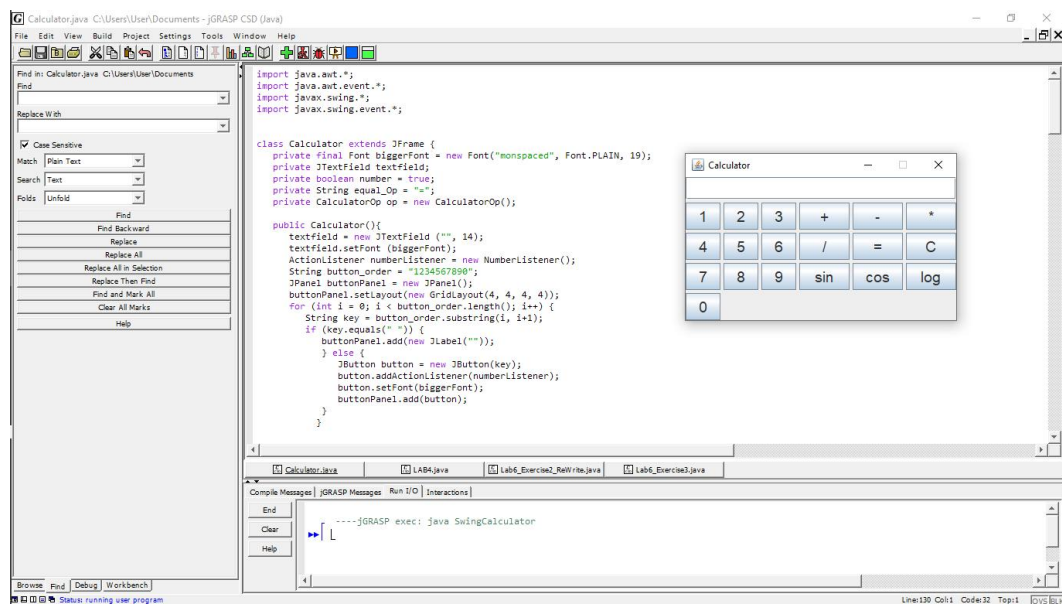 Calculator.java C:\Users\User\Documents - jGRASP CSD (Java)
File Edit View Build Project Settings Tools Window Help
Find in: Calculator.java C:\Users\User\Documents
Find
Replace With
Case Sensitive
Match Plain Text
Search Text
Folds Unfold
Find
Find Backward
Replace
Replace All
Replace All in Selection
Replace Then Find
Find and Mark All
Clear All Marks
Help
import java.awt.*;
import java.awt.event.*;
import javax.swing.*;
import javax.swing.event.*;
class Calculator extends JFrame {
private final Font biggerFont = new Font("monspaced", Font.PLAIN, 19);
private JTextField textfield;
private boolean number = true;
private String equal_Op = "=";
private CalculatorOp op = new CalculatorOp();
public Calculator(){
textfield = new JTextField ("", 14);
textfield.setFont (biggerFont);
ActionListener numberListener = new NumberListener();
String button_order = "1234567890";
JPanel buttonPanel = new JPanel();
buttonPanel.setLayout(new GridLayout(4, 4, 4, 4));
for (int i = 0; i < button_order.length(); i++) {
String key = button_order.substring(i, i+1);
if (key.equals(" ")) {
buttonPanel.add(new JLabel(""));
} else {
JButton button = new JButton(key);
button.addActionListener(numberListener);
button.setFont(biggerFont);
buttonPanel.add(button);
}
}
Calculator
1 2 3 + - *
4 5 6 / = C
7 8 9 sin cos log
0
Calculator.java LAB4.java Lab6_Exercise2_ReWrite.java Lab6_Exercise3.java
Compile Messages jGRASP Messages Run I/O Interactions
End
Clear
Help
----jGRASP exec: java SwingCalculator
Browse Find Debug Workbench
Status: running user program
Line:130 Col:1 Code:32 Top:1 OVS BLK